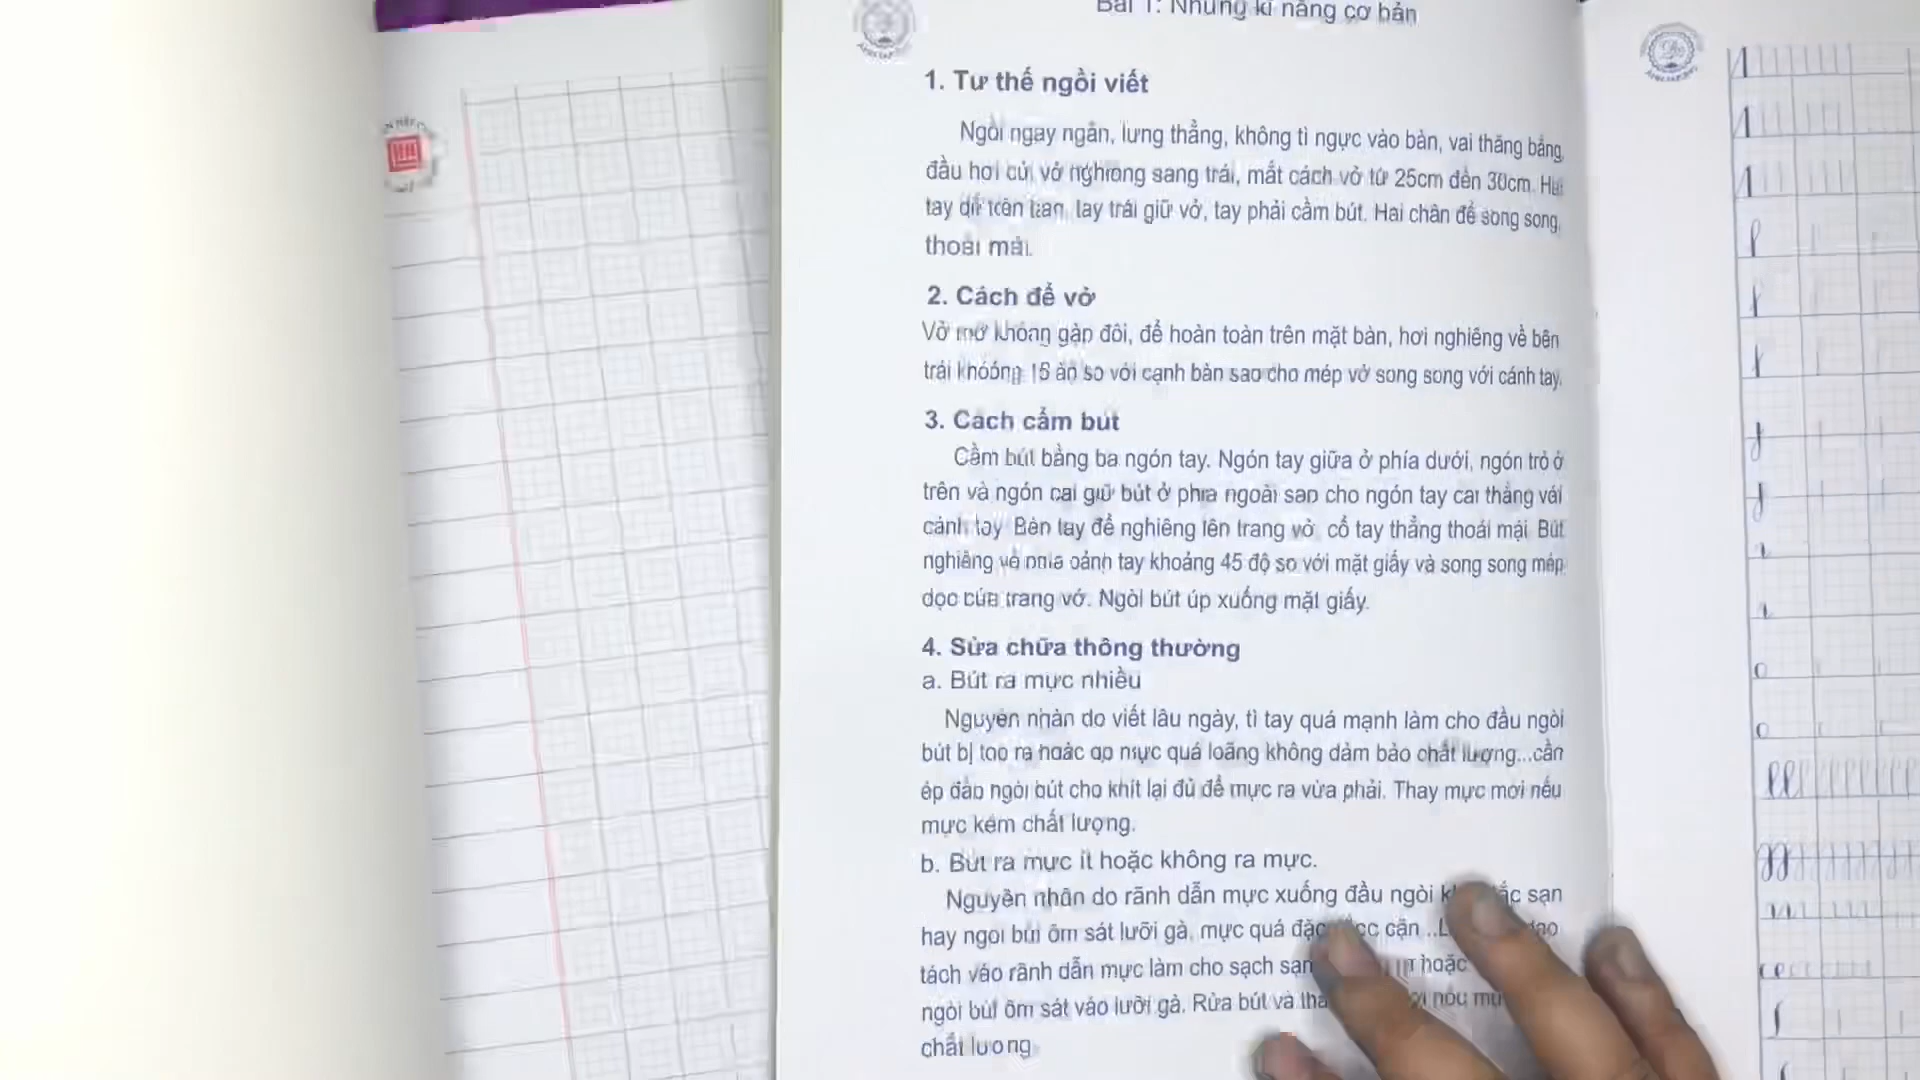 Bài 1: Những kĩ năng cơ bản
1. Tư thế ngồi viết
Ngồi ngay ngắn, lưng thẳng, không tì ngực vào bàn, vai thăng bằng,
đầu hơi cúi, vở nghiêng sang trái, mắt cách vở từ 25cm đến 30cm. Hai
tay để trên bàn, tay trái giữ vở, tay phải cầm bút. Hai chân để song song,
thoải mái.
2. Cách để vở
Vở mở không gập đôi, để hoàn toàn trên mặt bàn, hơi nghiêng về bên
trái khoảng 15 so với cạnh bàn sao cho mép vở song song với cánh tay.
3. Cách cầm bút
Cầm bút bằng ba ngón tay. Ngón tay giữa ở phía dưới, ngón trỏ ở
trên và ngón cái giữ bút ở phía ngoài sao cho ngón tay cái thẳng với
cánh tay. Bàn tay để nghiêng lên trang vở, cổ tay thẳng thoải mái. Bút
nghiêng về phía cánh tay khoảng 45 độ so với mặt giấy và song song mép
dọc của trang vở. Ngòi bút úp xuống mặt giấy.
4. Sửa chữa thông thường
a. Bút ra mực nhiều
Nguyên nhân do viết lâu ngày, tì tay quá mạnh làm cho đầu ngòi
bút bị toe ra hoặc do mực quá loãng không đảm bảo chất lượng...cần
ép đầu ngòi bút cho khít lại đủ để mực ra vừa phải. Thay mực mới nếu
mực kém chất lượng.
b. Bút ra mực ít hoặc không ra mực.
Nguyên nhân do rãnh dẫn mực xuống đầu ngòi sạn
hay ngòi bút ôm sát lưỡi gà, mực quá đặc cặn ... dao
tách vào rãnh dẫn mực làm cho sạch sạn hoặc
ngòi bút ôm sát vào lưỡi gà. Rửa bút và
chất lượng